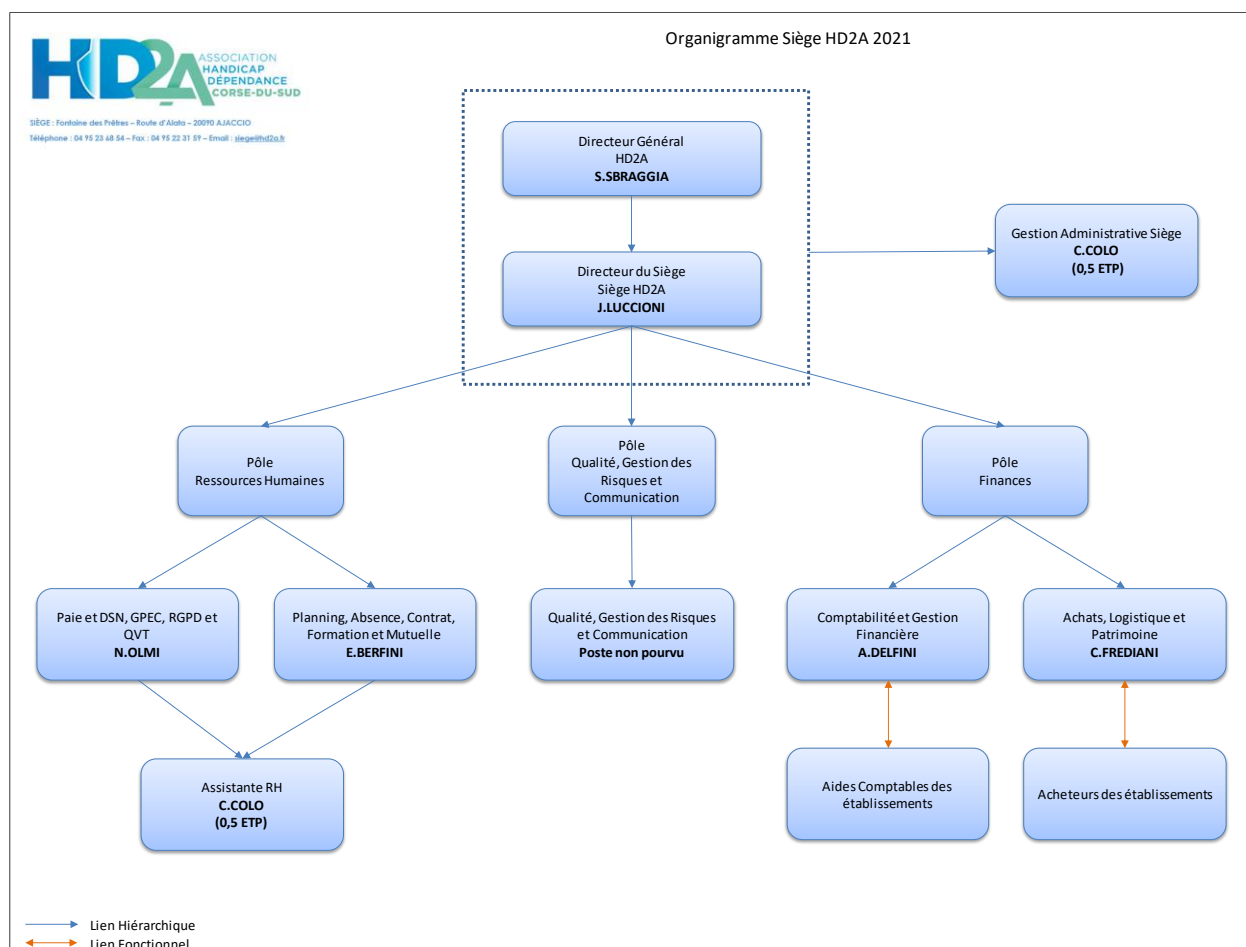 Organigramme Siège HD2A 2021
HD2A
ASSOCIATION
HANDICAP
DÉPENDANCE
CORSE-DU-SUD
SIÈGE : Fontaine des Prêtres – Route d'Alata – 20090 AJACCIO
Téléphone : 04 95 23 68 54 – Fax : 04 95 22 31 59 – Email : siege@hd2a.fr
Directeur Général
HD2A
S.SBRAGGIA
Gestion Administrative Siège
C.COLO
(0,5 ETP)
Directeur du Siège
Siège HD2A
J.LUCCIONI
Pôle
Ressources Humaines
Pôle
Qualité, Gestion des
Risques et
Communication
Pôle
Finances
Paie et DSN, GPEC, RGPD et
QVT
N.OLMI
Planning, Absence, Contrat,
Formation et Mutuelle
E.BERFINI
Qualité, Gestion des Risques
et Communication
Poste non pourvu
Comptabilité et Gestion
Financière
A.DELFINI
Achats, Logistique et
Patrimoine
C.FREDIANI
Assistante RH
C.COLO
(0,5 ETP)
Aides Comptables des
établissements
Acheteurs des établissements
Lien Hiérarchique
Lien Fonctionnel